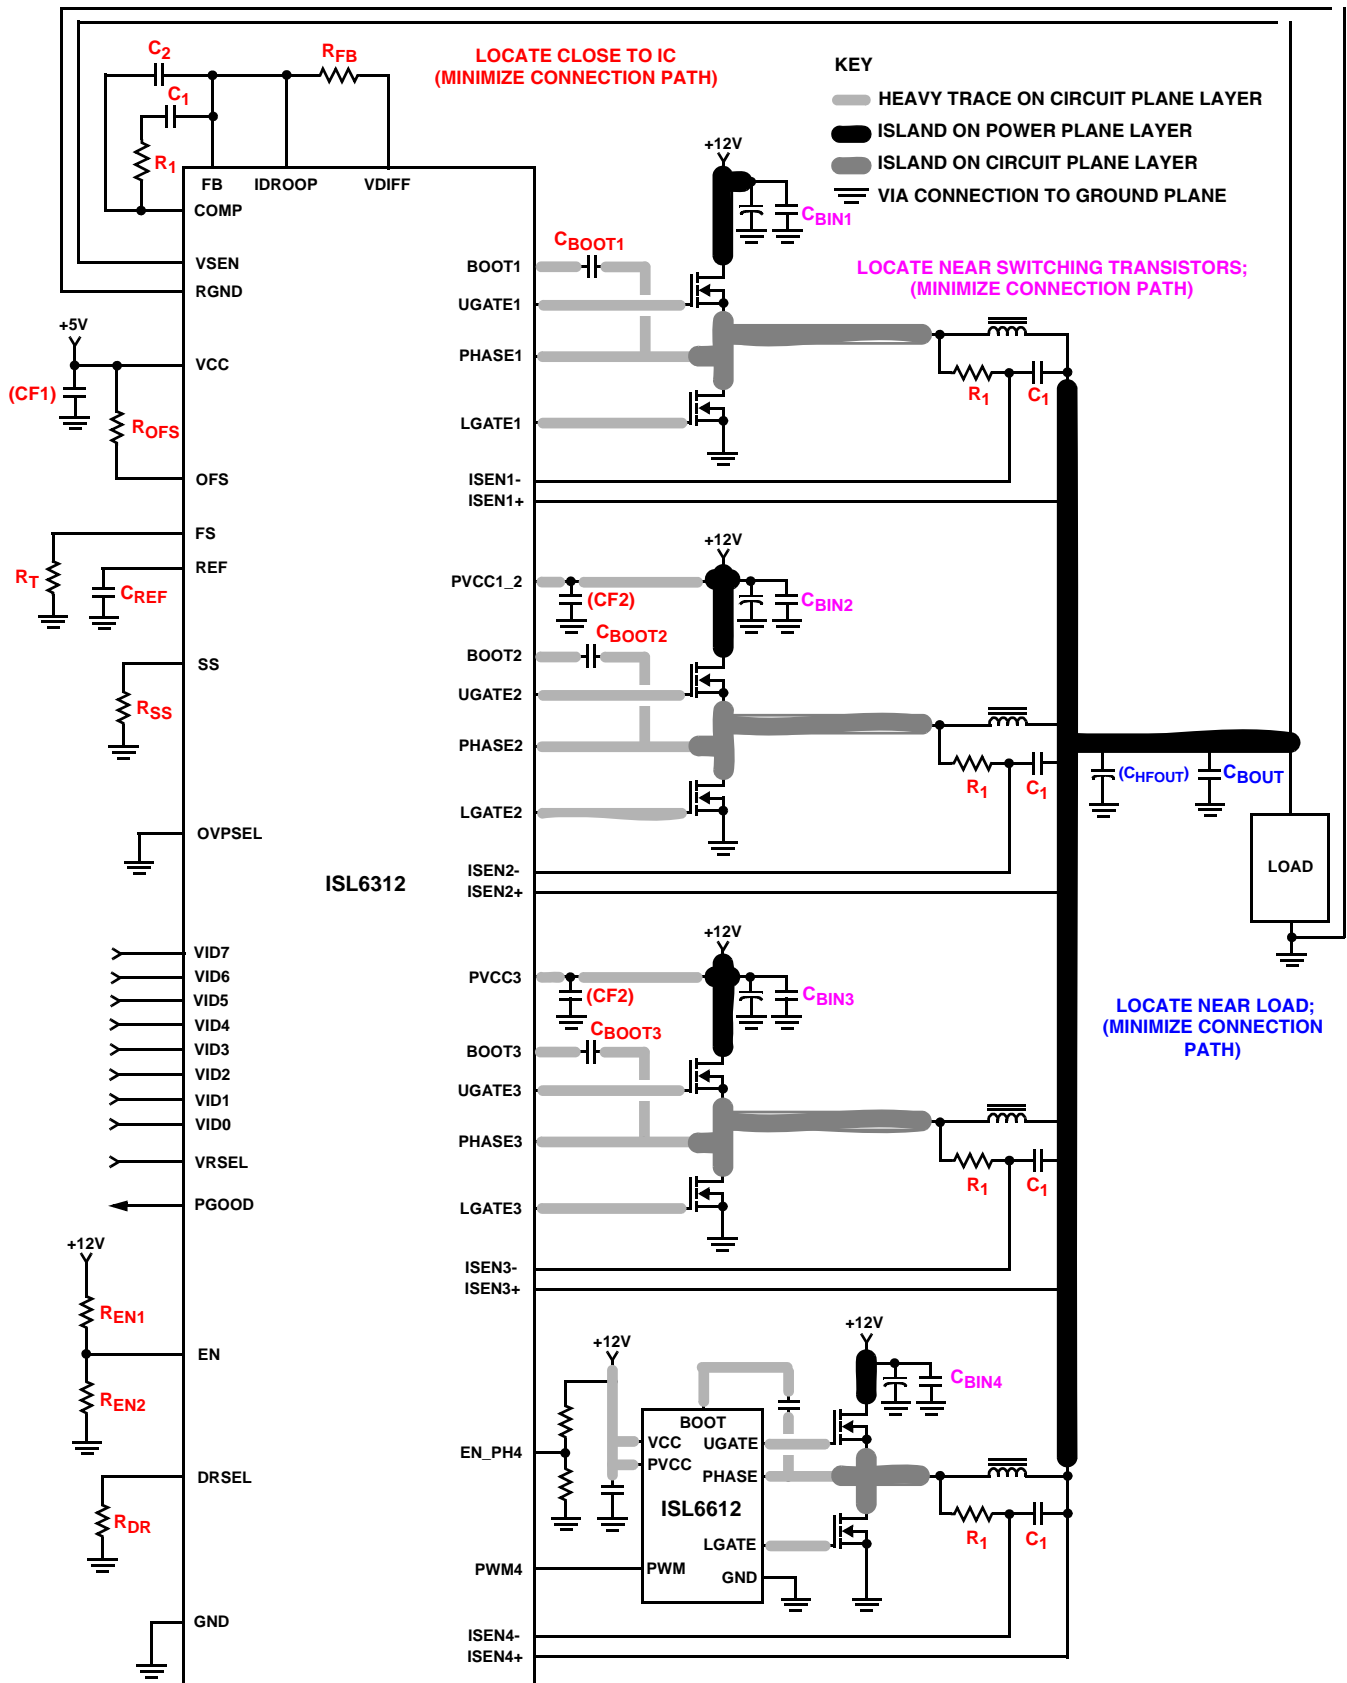 C2
RFB
LOCATE CLOSE TO IC
(MINIMIZE CONNECTION PATH)
KEY
HEAVY TRACE ON CIRCUIT PLANE LAYER
ISLAND ON POWER PLANE LAYER
ISLAND ON CIRCUIT PLANE LAYER
VIA CONNECTION TO GROUND PLANE
C1
R1
FB
IDROOP
VDIFF
COMP
VSEN
RGND
+5V
VCC
(CF1)
ROFS
OFS
FS
REF
RT
CREF
SS
RSS
OVPSEL
ISL6312
VID7
VID6
VID5
VID4
VID3
VID2
VID1
VID0
VRSEL
PGOOD
+12V
REN1
EN
REN2
DRSEL
RDR
GND
+12V
CBIN1
CBOOT1
BOOT1
UGATE1
PHASE1
LGATE1
ISEN1-
ISEN1+
LOCATE NEAR SWITCHING TRANSISTORS;
(MINIMIZE CONNECTION PATH)
R1
C1
+12V
PVCC1_2
(CF2)
CBIN2
CBOOT2
BOOT2
UGATE2
PHASE2
LGATE2
ISEN2-
ISEN2+
R1
C1
(CHFOUT)
CBOUT
LOAD
+12V
PVCC3
(CF2)
CBIN3
CBOOT3
BOOT3
UGATE3
PHASE3
LGATE3
ISEN3-
ISEN3+
R1
C1
LOCATE NEAR LOAD;
(MINIMIZE CONNECTION
PATH)
+12V
+12V
CBIN4
EN_PH4
BOOT
VCC
UGATE
PVCC
PHASE
ISL6612
LGATE
PWM
GND
PWM4
R1
C1
ISEN4-
ISEN4+